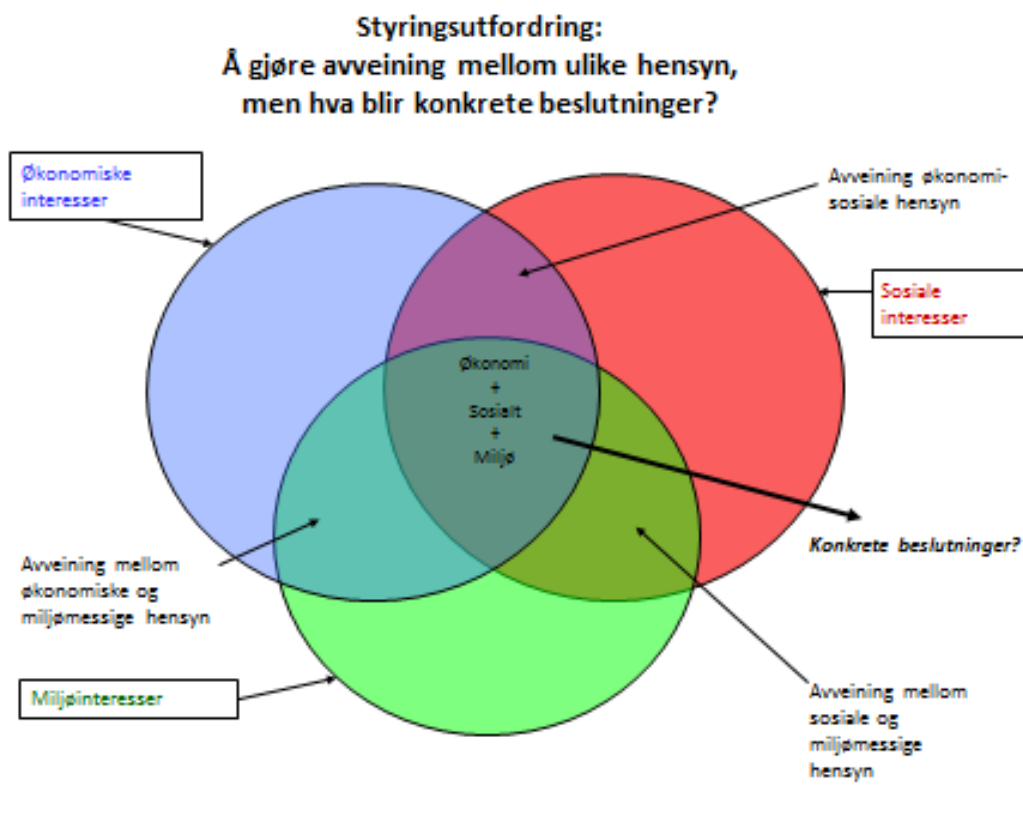 Styringsutfordring:
Å gjøre avveining mellom ulike hensyn,
men hva blir konkrete beslutninger?
Økonomiske
interesser
Avveining økonomi-
sosiale hensyn
Sosiale
interesser
Økonomi
+
Sosialt
+
Miljø
Konkrete beslutninger?
Avveining mellom
økonomiske og
miljømessige hensyn
Miljøinteresser
Avveining mellom
sosiale og
miljømessige
hensyn